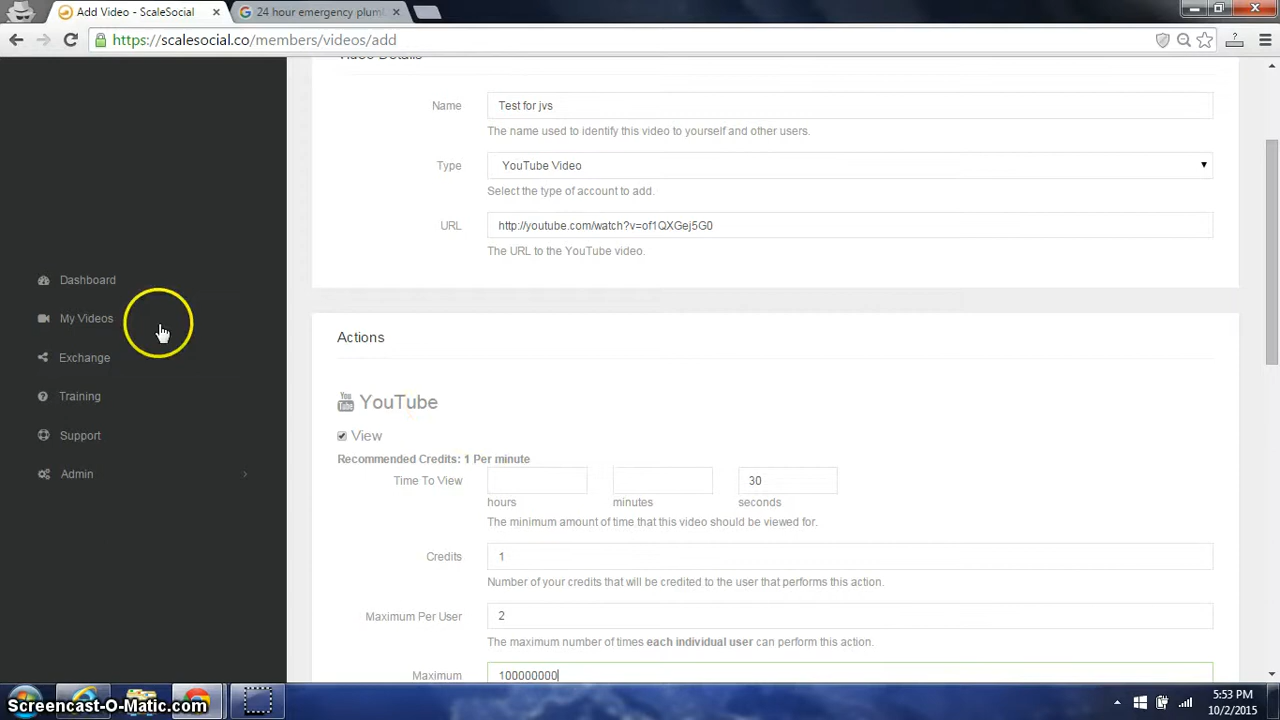 Add Video - ScaleSocial
24 hour emergency plum
https://scalesocial.co/members/videos/add
Video Details
Name
Test for jvs
The name used to identify this video to yourself and other users.
Type
YouTube Video
Select the type of account to add.
URL
http://youtube.com/watch?v=of1QXGej5G0
The URL to the YouTube video.
Dashboard
My Videos
Exchange
Training
Support
Admin
Actions
You Tube YouTube
View
Recommended Credits: 1 Per minute
Time To View
30
hours minutes seconds
The minimum amount of time that this video should be viewed for.
Credits
1
Number of your credits that will be credited to the user that performs this action.
Maximum Per User
2
The maximum number of times each individual user can perform this action.
Maximum
100000000
Screencast-O-Matic.com
5:53 PM
10/2/2015